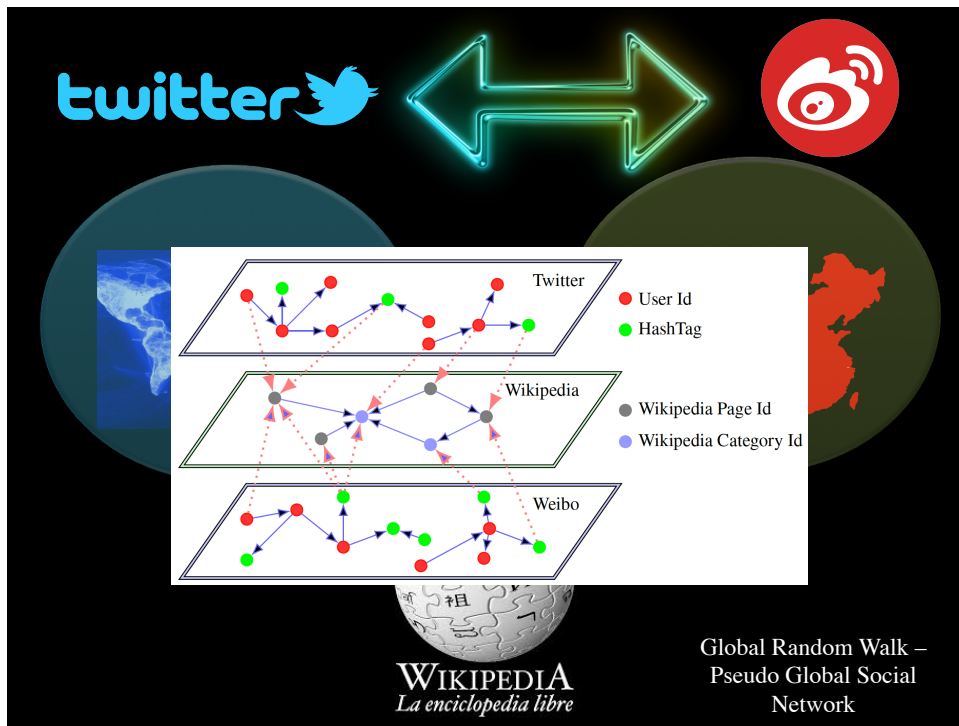 twitter
Twitter
User Id
HashTag
Wikipedia
Wikipedia Page Id
Wikipedia Category Id
Weibo
祖
WIKIPEDIA
La enciclopedia libre
Global Random Walk –
Pseudo Global Social
Network